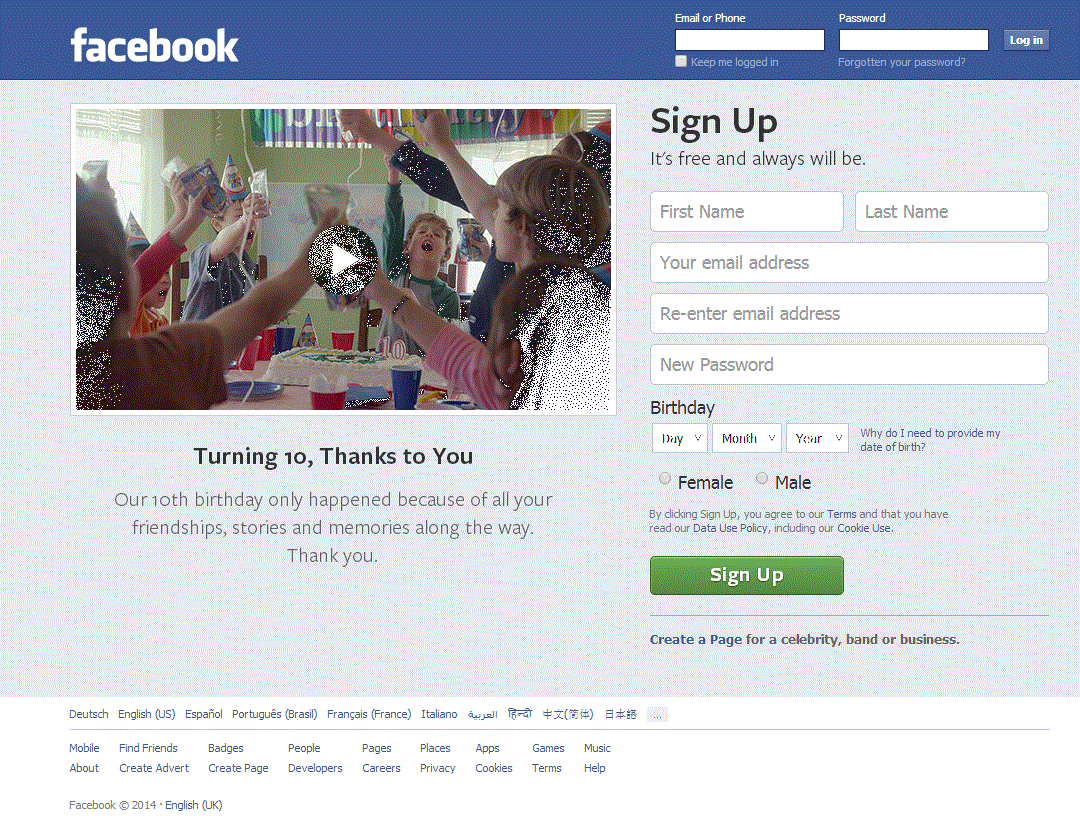 facebook
Email or Phone
Password
Log in
Keep me logged in
Forgotten your password?
10
Turning 10, Thanks to You
Our 10th birthday only happened because of all your
friendships, stories and memories along the way.
Thank you.
Sign Up
It's free and always will be.
First Name
Last Name
Your email address
Re-enter email address
New Password
Birthday
Day
Month
Year
Why do I need to provide my
date of birth?
Female
Male
By clicking Sign Up, you agree to our Terms and that you have
read our Data Use Policy, including our Cookie Use.
Sign Up
Create a Page for a celebrity, band or business.
Deutsch English (US) Español Português (Brasil) Français (France) Italiano العربية हिन्दी 中文(简体) 日本語 ...
Mobile Find Friends Badges People Pages Places Apps Games Music
About Create Advert Create Page Developers Careers Privacy Cookies Terms Help
Facebook © 2014 · English (UK)